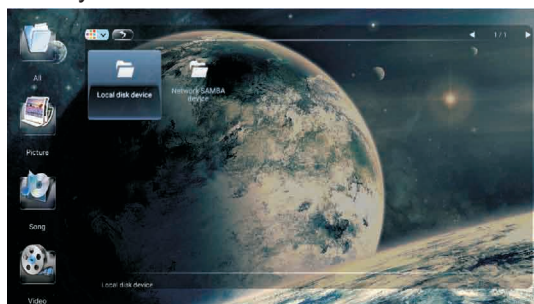 1/1
All
Local disk device
Network SAMBA
device
Picture
Song
Local disk device
Video